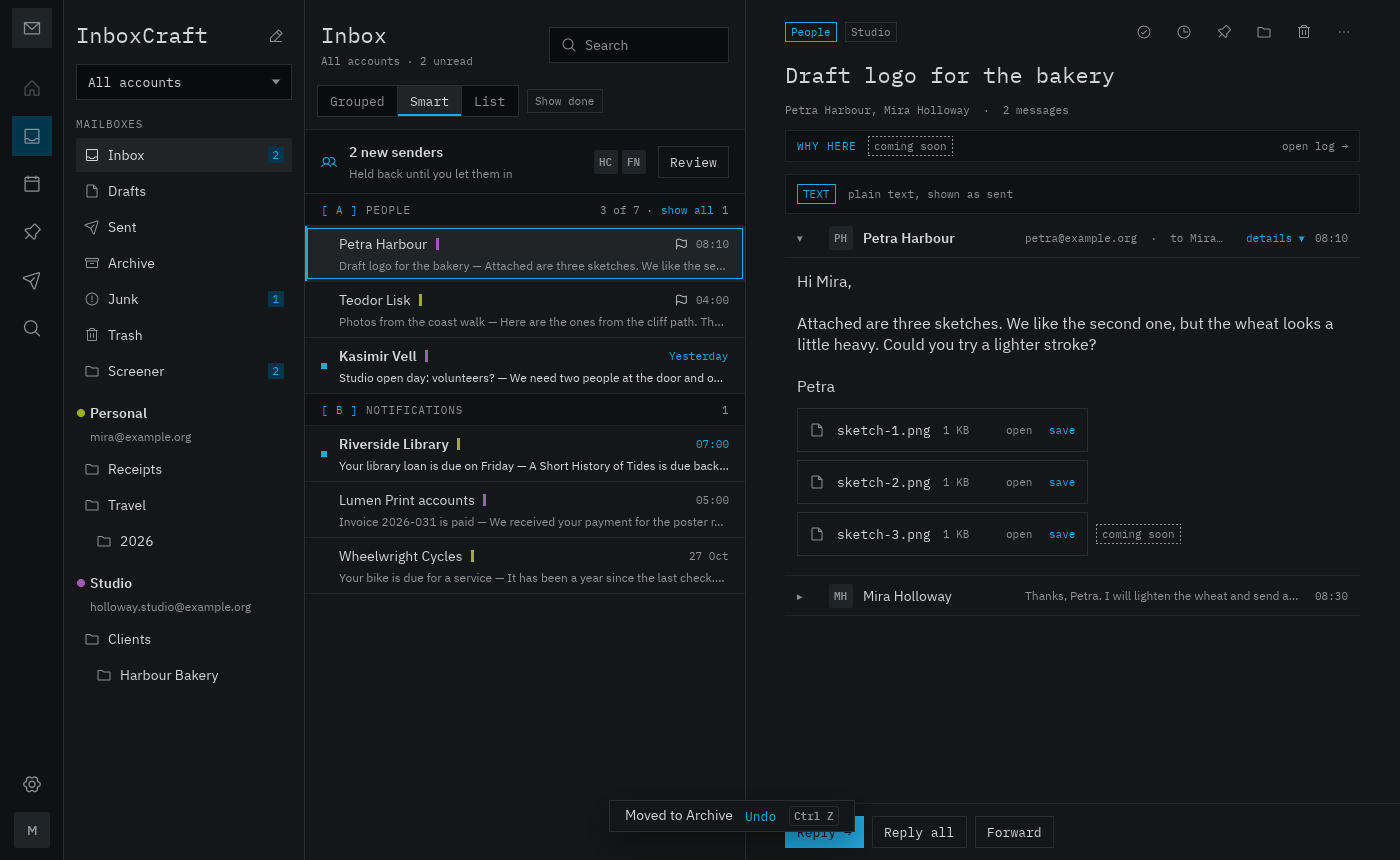 InboxCraft
All accounts
MAILBOXES
Inbox 2
Drafts
Sent
Archive
Junk 1
Trash
Screener 2
Personal
mira@example.org
Receipts
Travel
2026
Studio
holloway.studio@example.org
Clients
Harbour Bakery
M
Inbox
All accounts · 2 unread
Search
Grouped Smart List Show done
2 new senders
Held back until you let them in
HC FN Review
[ A ] PEOPLE 3 of 7 · show all 1
Petra Harbour 08:10
Draft logo for the bakery — Attached are three sketches. We like the se…
Teodor Lisk 04:00
Photos from the coast walk — Here are the ones from the cliff path. Th…
Kasimir Vell Yesterday
Studio open day: volunteers? — We need two people at the door and o…
[ B ] NOTIFICATIONS 1
Riverside Library 07:00
Your library loan is due on Friday — A Short History of Tides is due back…
Lumen Print accounts 05:00
Invoice 2026-031 is paid — We received your payment for the poster r…
Wheelwright Cycles 27 Oct
Your bike is due for a service — It has been a year since the last check.…
People Studio
Draft logo for the bakery
Petra Harbour, Mira Holloway · 2 messages
WHY HERE coming soon open log →
TEXT plain text, shown as sent
▾ PH Petra Harbour petra@example.org · to Mira… details ▾ 08:10
Hi Mira,
Attached are three sketches. We like the second one, but the wheat looks a
little heavy. Could you try a lighter stroke?
Petra
sketch-1.png 1 KB open save
sketch-2.png 1 KB open save
sketch-3.png 1 KB open save coming soon
▸ MH Mira Holloway Thanks, Petra. I will lighten the wheat and send a… 08:30
Moved to Archive Undo Ctrl Z
Reply → Reply all Forward